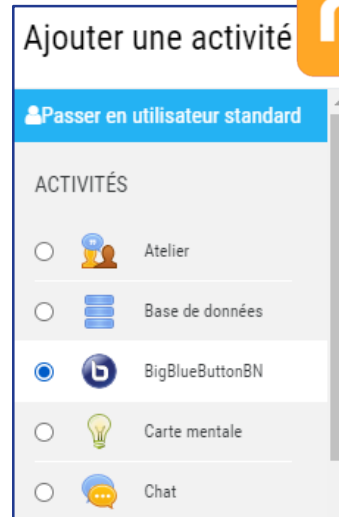 Ajouter une activité
Passer en utilisateur standard
ACTIVITÉS
Atelier
Base de données
BigBlueButtonBN
Carte mentale
Chat